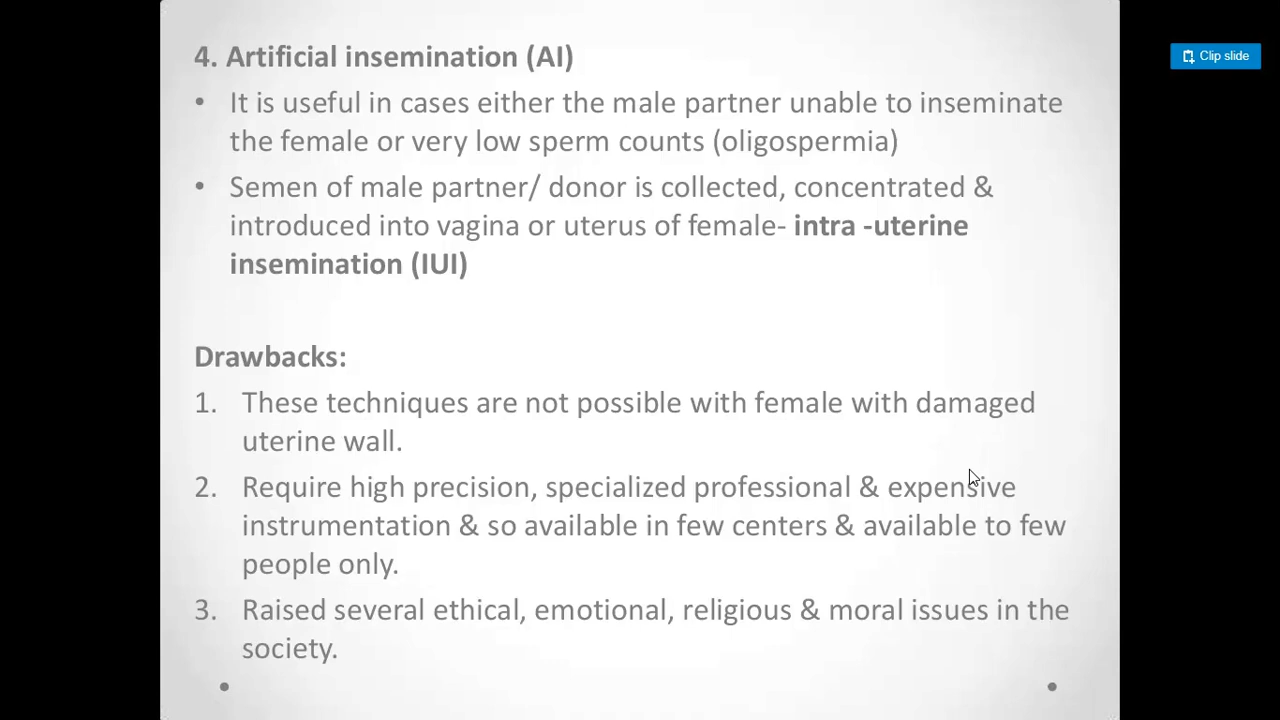 4. Artificial insemination (AI)
Clip slide
• It is useful in cases either the male partner unable to inseminate
the female or very low sperm counts (oligospermia)
• Semen of male partner/ donor is collected, concentrated &
introduced into vagina or uterus of female- intra -uterine
insemination (IUI)
Drawbacks:
1. These techniques are not possible with female with damaged
uterine wall.
2. Require high precision, specialized professional & expensive
instrumentation & so available in few centers & available to few
people only.
3. Raised several ethical, emotional, religious & moral issues in the
society.